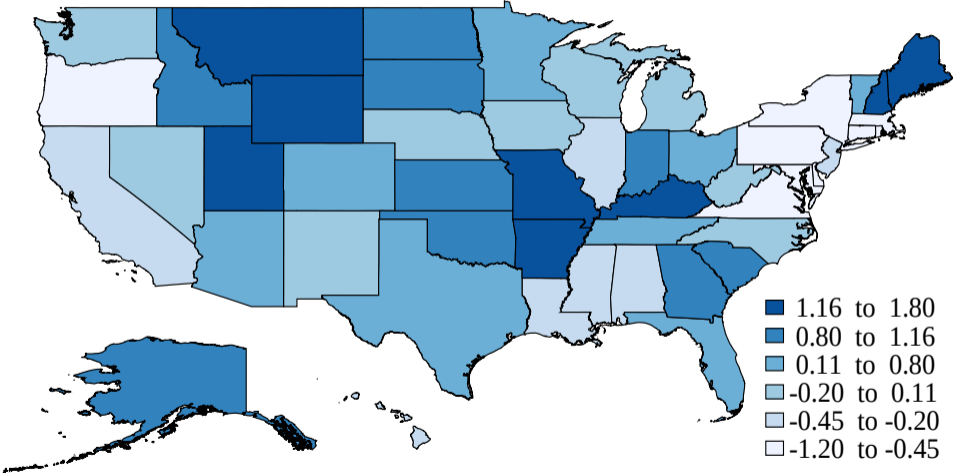 1.16 to 1.80
0.80 to 1.16
0.11 to 0.80
-0.20 to 0.11
-0.45 to -0.20
-1.20 to -0.45